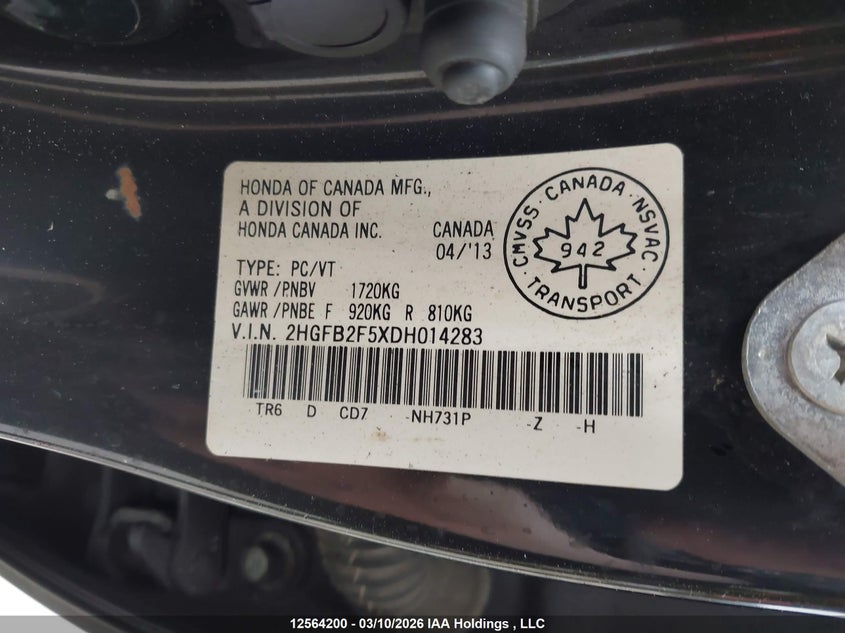 HONDA OF CANADA MFG.,
A DIVISION OF
HONDA CANADA INC.
CANADA
04/'13
TYPE: PC/VT
GVWR /PNBV 1720KG
GAWR /PNBE F 920KG R 810KG
V.I.N. 2HGFB2F5XDH014283
TR6 D CD7 -NH731P -Z -H
CMVSS · CANADA · NSVAC
942
· TRANSPORT ·
12564200 - 03/10/2026 IAA Holdings , LLC